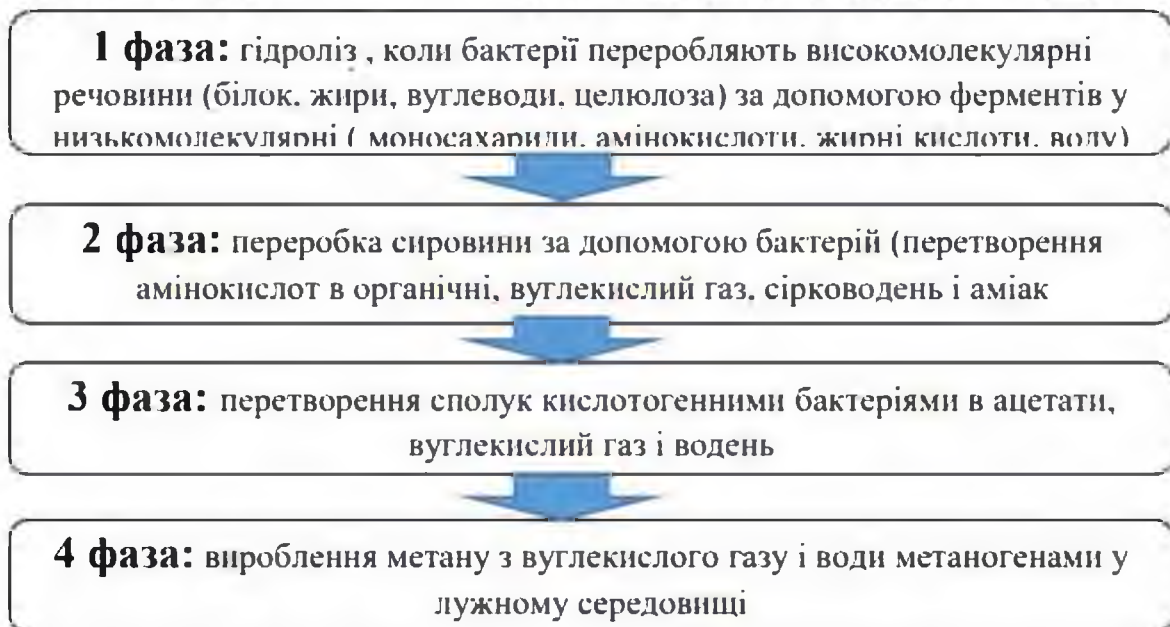 1 фаза: гідроліз , коли бактерії переробляють високомолекулярні
речовини (білок. жири, вуглеводи. целюлоза) за допомогою ферментів у
низькомолекулярні ( моносахариди. амінокислоти. жирні кислоти. воду)
2 фаза: переробка сировини за допомогою бактерій (перетворення
амінокислот в органічні, вуглекислий газ. сірководень і аміак
3 фаза: перетворення сполук кислотогенними бактеріями в ацетати,
вуглекислий газ і водень
4 фаза: вироблення метану з вуглекислого газу і води метаногенами у
лужному середовищі